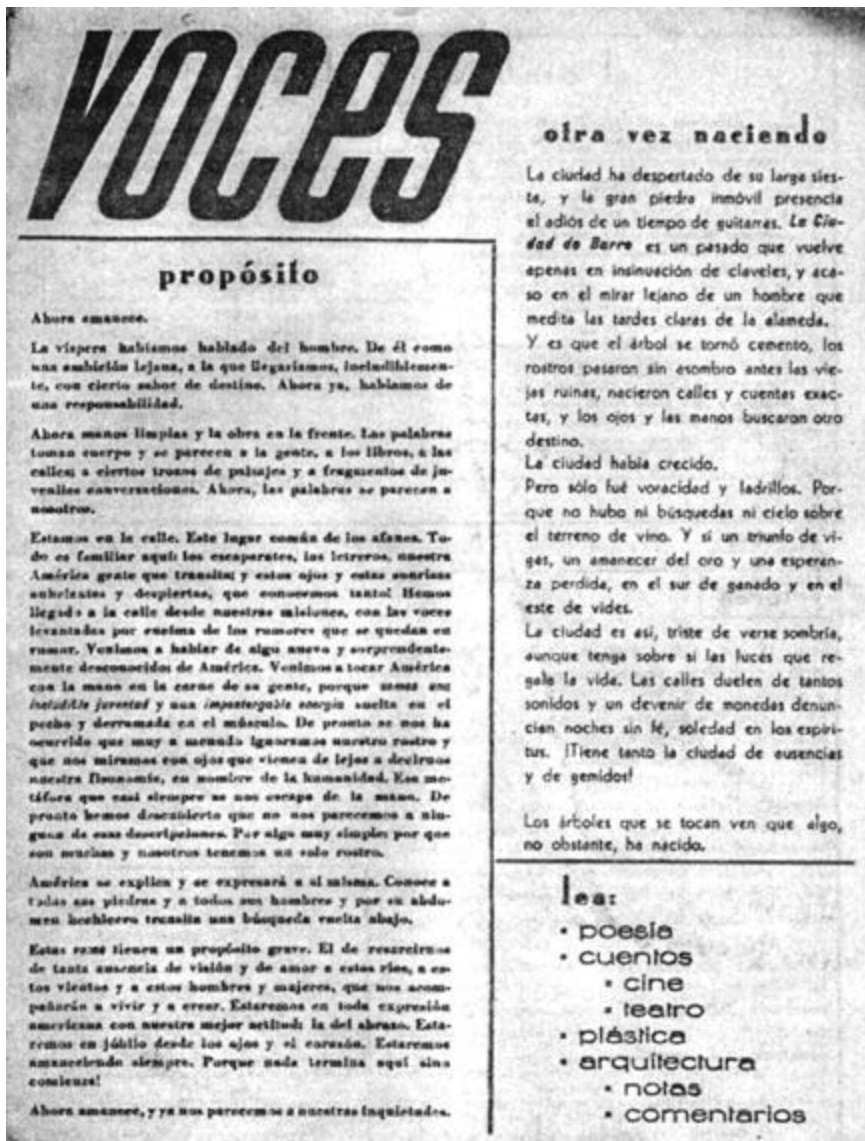 voces
propósito
Ahora amanece.
La víspera habíamos hablado del hombre. De él como
una ambición lejana, a la que llegaríamos, ineludiblemen-
te, con cierto sabor de destino. Ahora ya, hablamos de
una responsabilidad.
Ahora manos limpias y la obra en la frente. Las palabras
toman cuerpo y se parecen a la gente, a los libros, a las
calles; a ciertos trozos de paisajes y a fragmentos de ju-
veniles conversaciones. Ahora, las palabras se parecen a
nosotros.
Estamos en la calle. Este lugar común de los afanes. To-
do es familiar aquí: los escaparates, los letreros, nuestra
América gente que transita; y estos ojos y estas sonrisas
anhelantes y despiertas, que conocemos tanto! Hemos
llegado a la calle desde nuestras misiones, con las voces
levantadas por encima de los rumores que se quedan en
rumor. Venimos a hablar de algo nuevo y sorprendente-
mente desconocidos de América. Venimos a tocar América
con la mano en la carne de su gente, porque somos una
ineludible juventud y una impostergable energía suelta en el
pecho y derramada en el músculo. De pronto se nos ha
ocurrido que muy a menudo ignoramos nuestro rostro y
que nos miramos con ojos que vienen de lejos a decirnos
nuestra fisonomía, en nombre de la humanidad. Esa me-
táfora que casi siempre se nos escapa de la mano. De
pronto hemos descubierto que no nos parecemos a nin-
guna de esas descripciones. Por algo muy simple: por que
son muchas y nosotros tenemos un solo rostro.
América se explica y se expresará a sí misma. Conoce a
todas sus piedras y a todos sus hombres y por su abdo-
men hechicero transita una búsqueda vuelta abajo.
Estas voces tienen un propósito grave. El de resarcirnos
de tanta ausencia de visión y de amor a estos ríos, a es-
tos vientos y a estos hombres y mujeres, que nos acom-
pañarán a vivir y a crear. Estaremos en toda expresión
americana con nuestra mejor actitud: la del abrazo. Esta-
remos en júbilo desde los ojos y el corazón. Estaremos
amaneciendo siempre. Porque nada termina aquí sino
comienza!
Ahora amanece, y ya nos parecemos a nuestras inquietudes.
otra vez naciendo
La ciudad ha despertado de su larga sies-
ta, y la gran piedra inmóvil presencia
el adiós de un tiempo de guitarras. La Ciu-
dad de Barro es un pasado que vuelve
apenas en insinuación de claveles, y aca-
so en el mirar lejano de un hombre que
medita las tardes claras de la alameda.
Y es que el árbol se tornó cemento, los
rostros pasaron sin asombro antes las vie-
jas ruinas, nacieron calles y cuentas exac-
tas, y los ojos y las manos buscaron otro
destino.
La ciudad había crecido.
Pero sólo fué voracidad y ladrillos. Por-
que no hubo ni búsquedas ni cielo sobre
el terreno de vino. Y sí un triunfo de vi-
gas, un amanecer del oro y una esperan-
za perdida, en el sur de ganado y en el
este de vides.
La ciudad es así, triste de verse sombría,
aunque tenga sobre si las luces que re-
gala la vida. Las calles duelen de tantos
sonidos y un devenir de monedas denun-
cian noches sin fé, soledad en los espíri-
tus. ¡Tiene tanto la ciudad de ausencias
y de gemidos!
Los árboles que se tocan ven que algo,
no obstante, ha nacido.
lea:
• poesía
• cuentos
• cine
• teatro
• plástica
• arquitectura
• notas
• comentarios